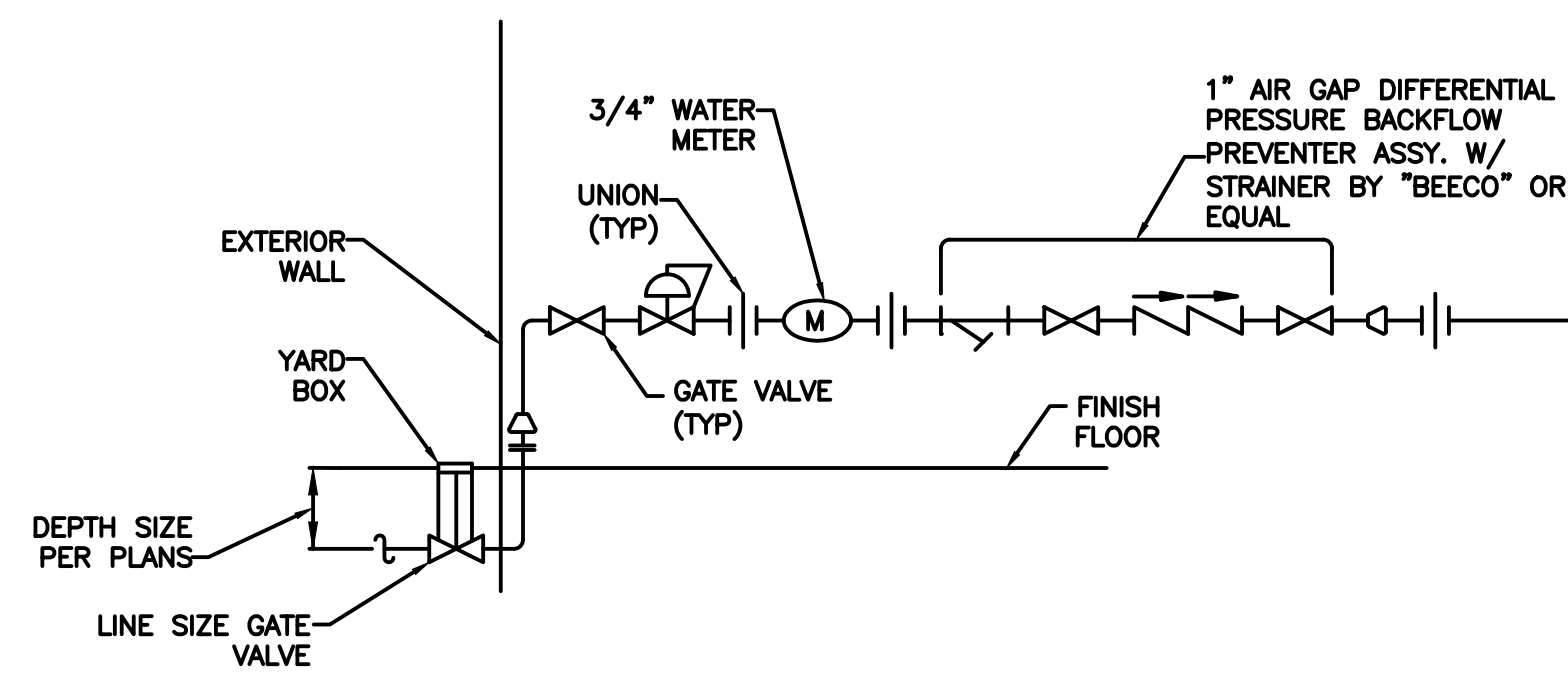 1” AIR GAP DIFFERENTIAL
PRESSURE BACKFLOW
PREVENTER ASSY. W/
STRAINER BY ”BEECO” OR
EQUAL
3/4” WATER
METER
UNION
(TYP)
EXTERIOR
WALL
M
YARD
BOX
GATE VALVE
(TYP)
FINISH
FLOOR
DEPTH SIZE
PER PLANS
LINE SIZE GATE
VALVE